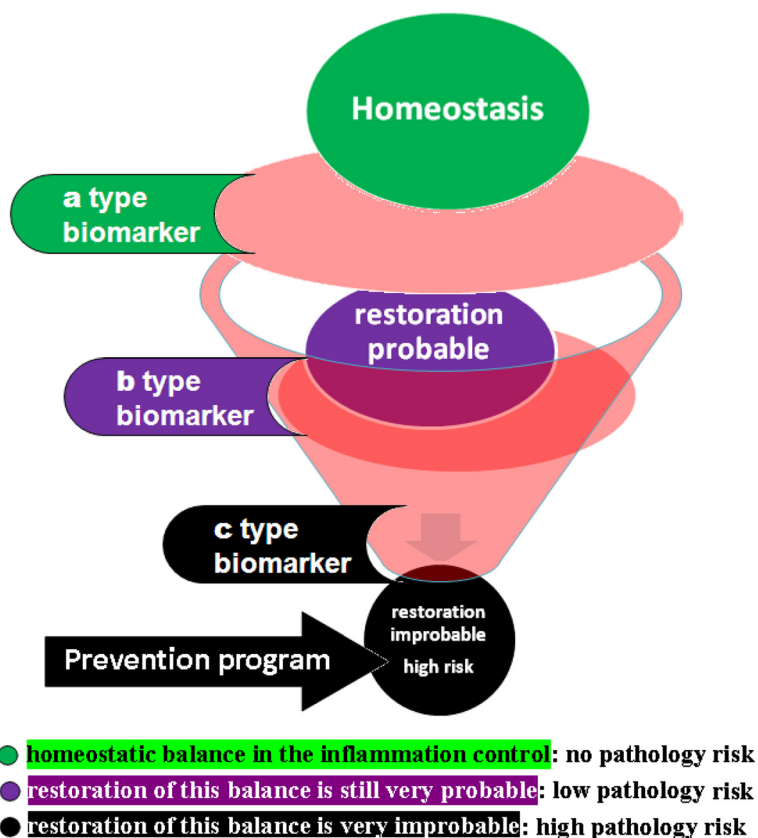 Homeostasis
a type
biomarker
restoration
probable
b type
biomarker
c type
biomarker
restoration
improbable
high risk
Prevention program
homeostatic balance in the inflammation control: no pathology risk
restoration of this balance is still very probable: low pathology risk
restoration of this balance is very improbable: high pathology risk